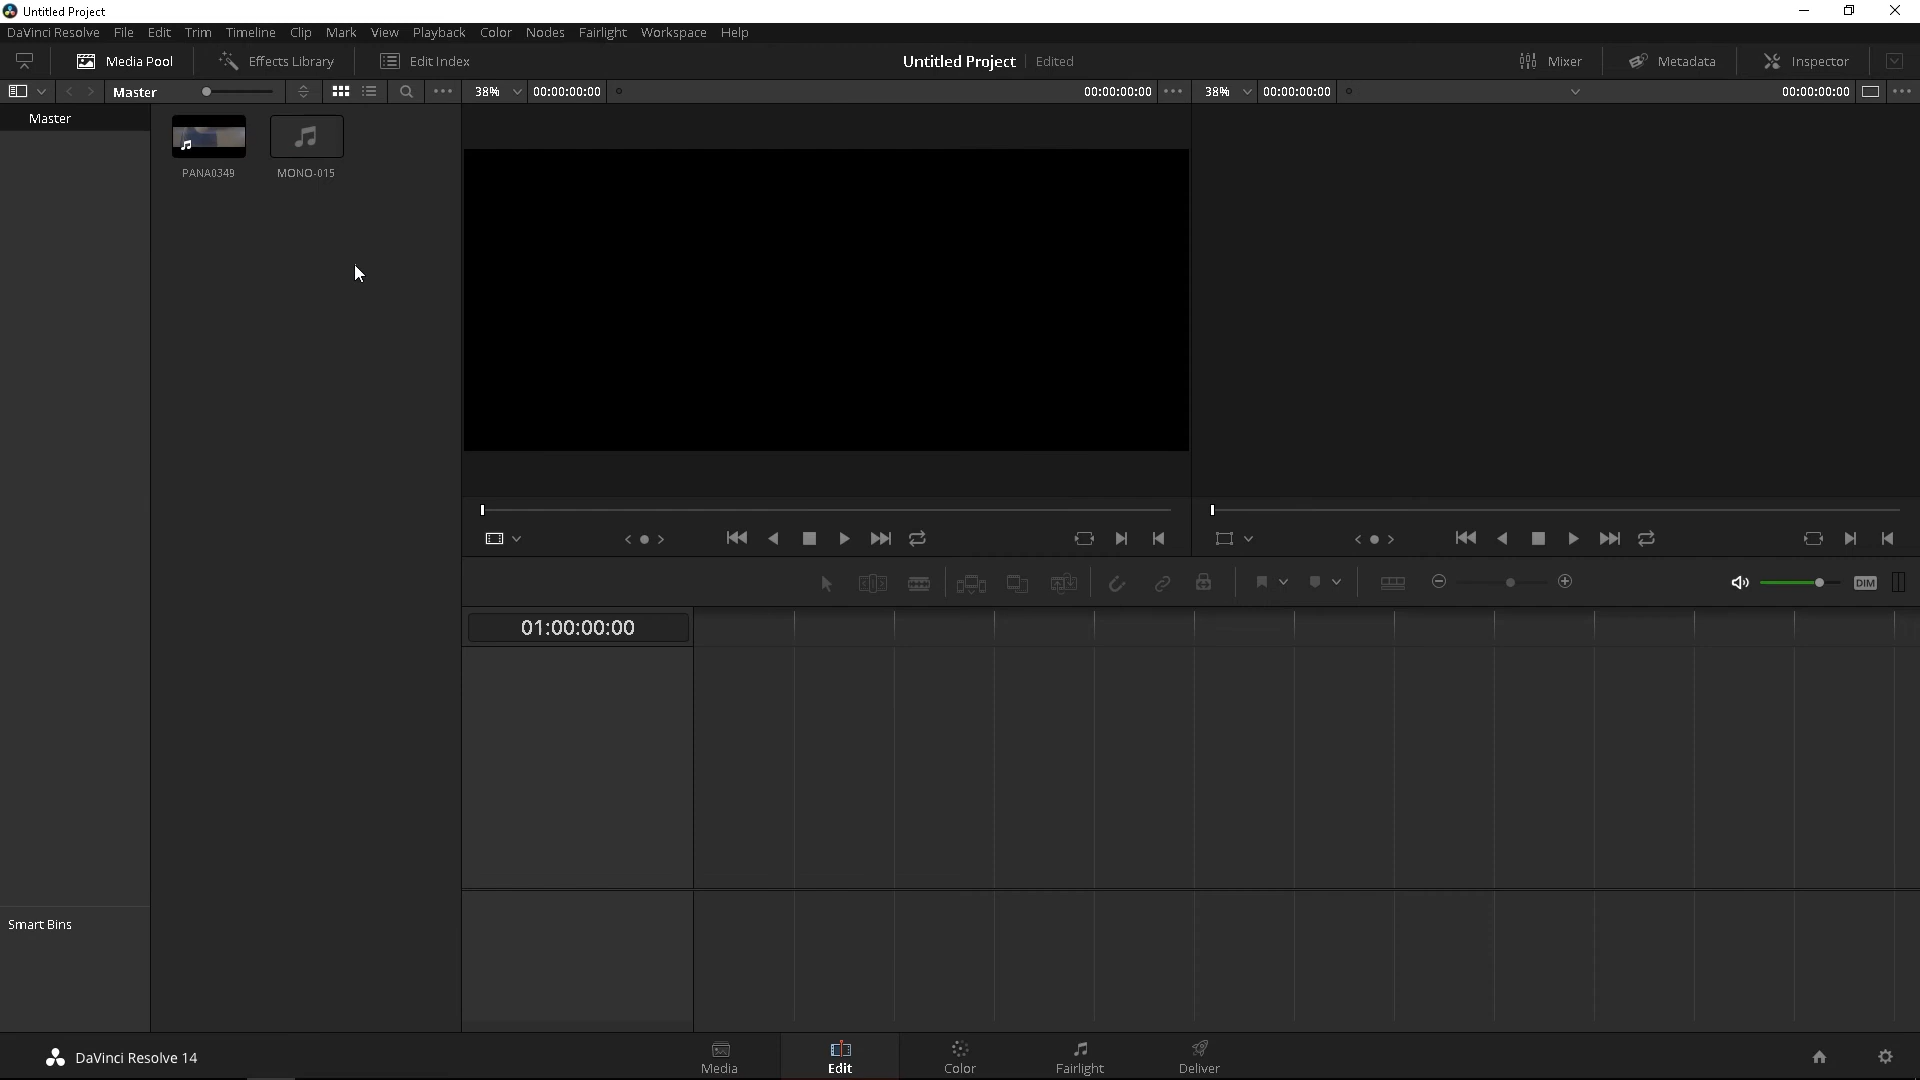 Untitled Project
DaVinci Resolve File Edit Trim Timeline Clip Mark View Playback Color Nodes Fairlight Workspace Help
Media Pool Effects Library Edit Index Untitled Project Edited Mixer Metadata Inspector
Master 38% 00:00:00:00 00:00:00:00 38% 00:00:00:00 00:00:00:00
Master
PANA0349 MONO-015
DIM
01:00:00:00
Smart Bins
DaVinci Resolve 14
Media Edit Color Fairlight Deliver